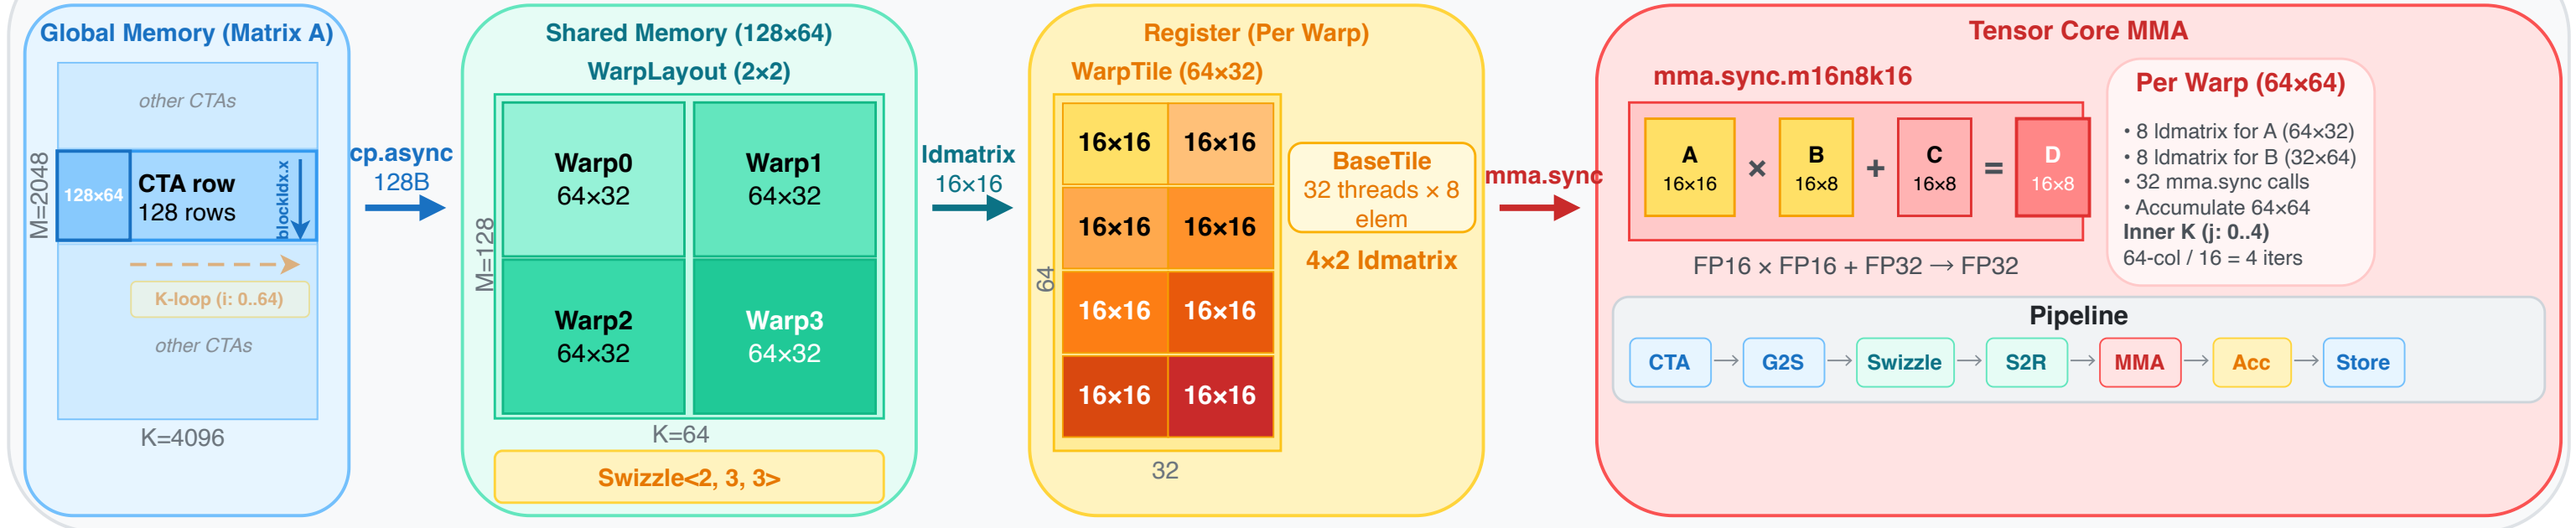 Global Memory (Matrix A)
other CTAs
M=2048
128×64
CTA row
128 rows
blockIdx.x
K-loop (i: 0..64)
other CTAs
K=4096
cp.async
128B
Shared Memory (128×64)
WarpLayout (2×2)
M=128
Warp0
64×32
Warp1
64×32
Warp2
64×32
Warp3
64×32
K=64
Swizzle<2, 3, 3>
ldmatrix
16×16
Register (Per Warp)
WarpTile (64×32)
64
16×16 16×16
16×16 16×16
16×16 16×16
16×16 16×16
32
BaseTile
32 threads × 8
elem
4×2 ldmatrix
mma.sync
Tensor Core MMA
mma.sync.m16n8k16
A × B + C = D
16×16 16×8 16×8 16×8
FP16 × FP16 + FP32 → FP32
Per Warp (64×64)
• 8 ldmatrix for A (64×32)
• 8 ldmatrix for B (32×64)
• 32 mma.sync calls
• Accumulate 64×64
Inner K (j: 0..4)
64-col / 16 = 4 iters
Pipeline
CTA → G2S → Swizzle → S2R → MMA → Acc → Store